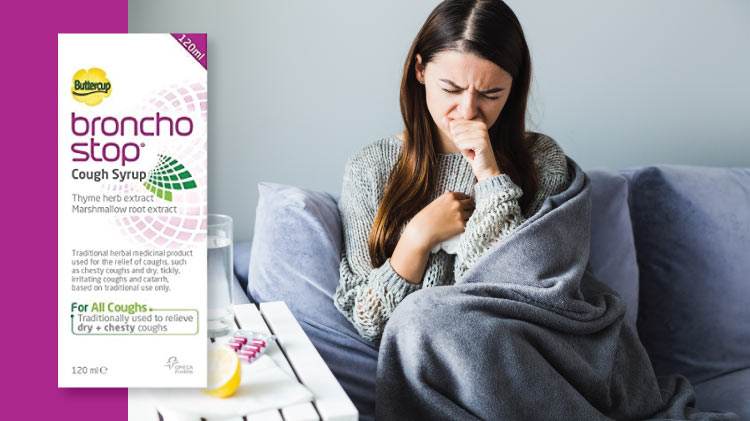 120ml
Buttercup
broncho
stop®
Cough Syrup
Thyme herb extract
Marshmallow root extract
Traditional herbal medicinal product
used for the relief of coughs, such
as chesty coughs and dry, tickly,
irritating coughs and catarrh,
based on traditional use only.
For All Coughs
Traditionally used to relieve
dry + chesty coughs
120 ml e
OMEGA
PHARMA